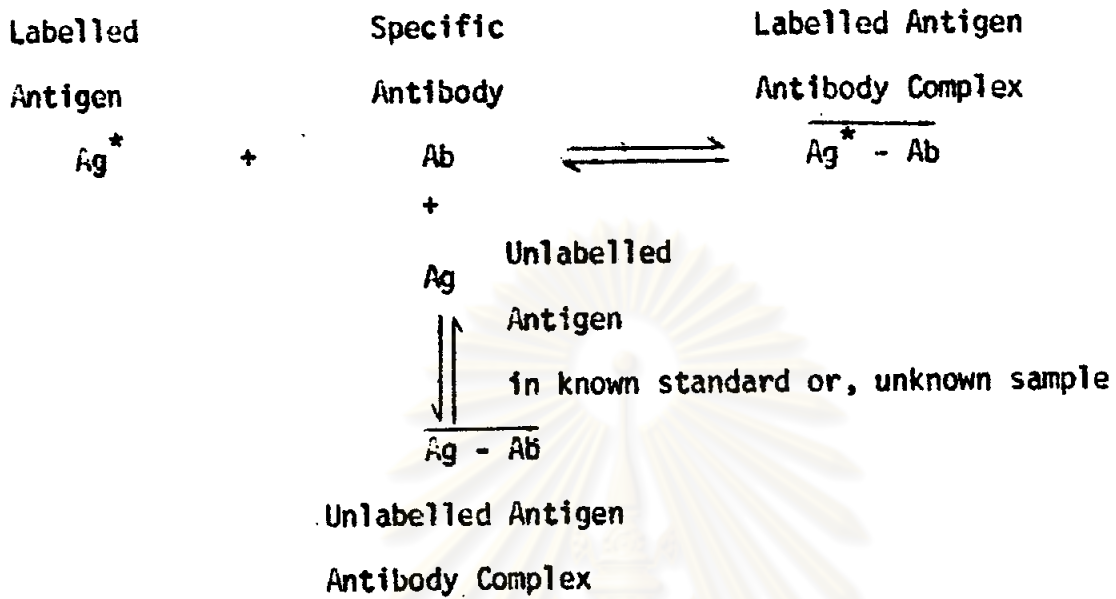 Labelled Specific Labelled Antigen
Antigen Antibody Antibody Complex
Ag* + Ab ⇌ Ag* - Ab
+
Ag Unlabelled
Antigen
in known standard or, unknown sample
Ag - Ab
Unlabelled Antigen
Antibody Complex